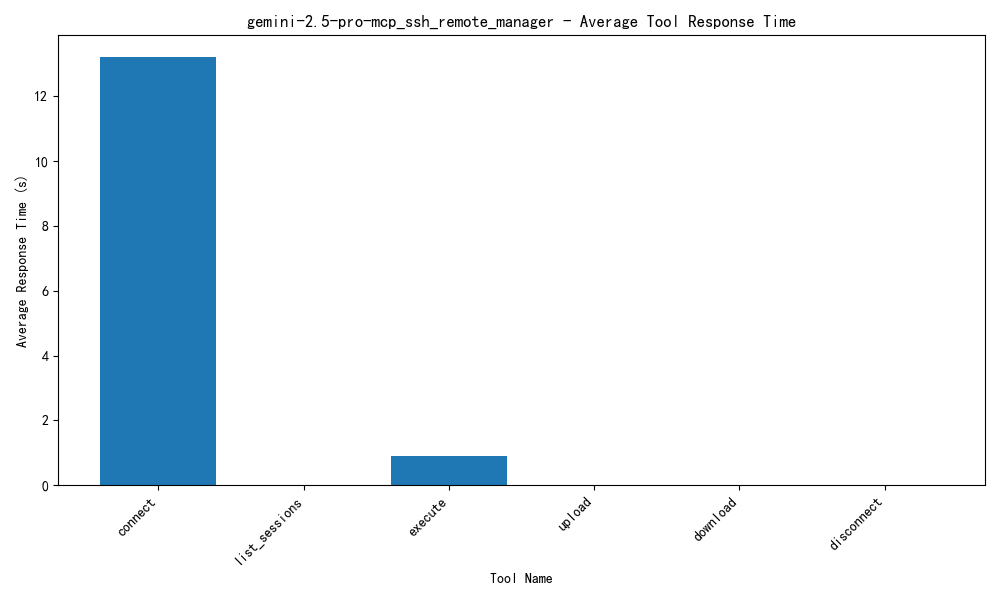 gemini-2.5-pro-mcp_ssh_remote_manager - Average Tool Response Time
Average Response Time (s)
12
10
8
6
4
2
0
connect
list_sessions
execute
upload
download
disconnect
Tool Name